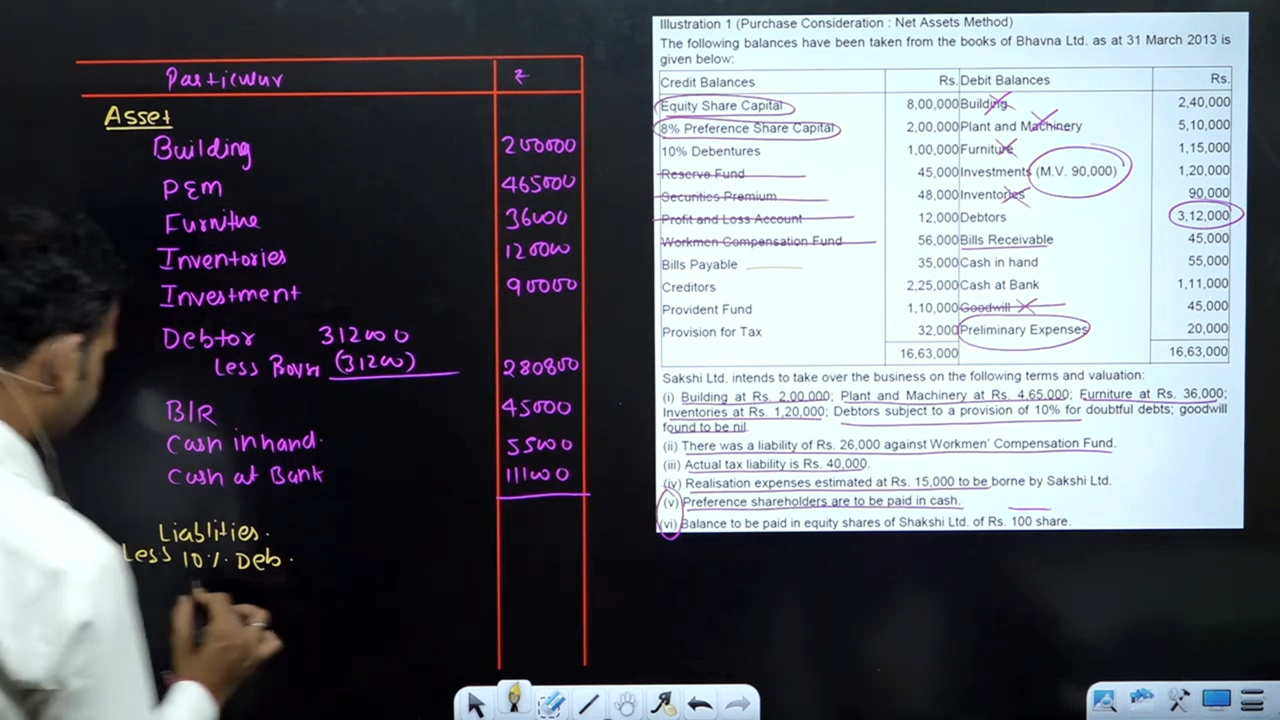 Particular ₹
Asset
Building 200000
P&M 465000
Furniture 36000
Inventories 120000
Investment 90000
Debtor 312000
Less (31200) 280800
B/R 45000
Cash in hand. 55000
Cash at Bank 111000
Liablities.
Less 10% Deb.
Illustration 1 (Purchase Consideration : Net Assets Method)
The following balances have been taken from the books of Bhavna Ltd. as at 31 March 2013 is
given below:
Credit Balances Rs. Debit Balances Rs.
Equity Share Capital 8,00,000 Building 2,40,000
8% Preference Share Capital 2,00,000 Plant and Machinery 5,10,000
10% Debentures 1,00,000 Furniture 1,15,000
Reserve Fund 45,000 Investments (M.V. 90,000) 1,20,000
Securities Premium 48,000 Inventories 90,000
Profit and Loss Account 12,000 Debtors 3,12,000
Workmen Compensation Fund 56,000 Bills Receivable 45,000
Bills Payable 35,000 Cash in hand 55,000
Creditors 2,25,000 Cash at Bank 1,11,000
Provident Fund 1,10,000 Goodwill 45,000
Provision for Tax 32,000 Preliminary Expenses 20,000
16,63,000 16,63,000
Sakshi Ltd. intends to take over the business on the following terms and valuation:
(i) Building at Rs. 2,00,000; Plant and Machinery at Rs. 4,65,000; Furniture at Rs. 36,000;
Inventories at Rs. 1,20,000; Debtors subject to a provision of 10% for doubtful debts; goodwill
found to be nil.
(ii) There was a liability of Rs. 26,000 against Workmen' Compensation Fund.
(iii) Actual tax liability is Rs. 40,000.
(iv) Realisation expenses estimated at Rs. 15,000 to be borne by Sakshi Ltd.
(v) Preference shareholders are to be paid in cash.
(vi) Balance to be paid in equity shares of Shakshi Ltd. of Rs. 100 share.